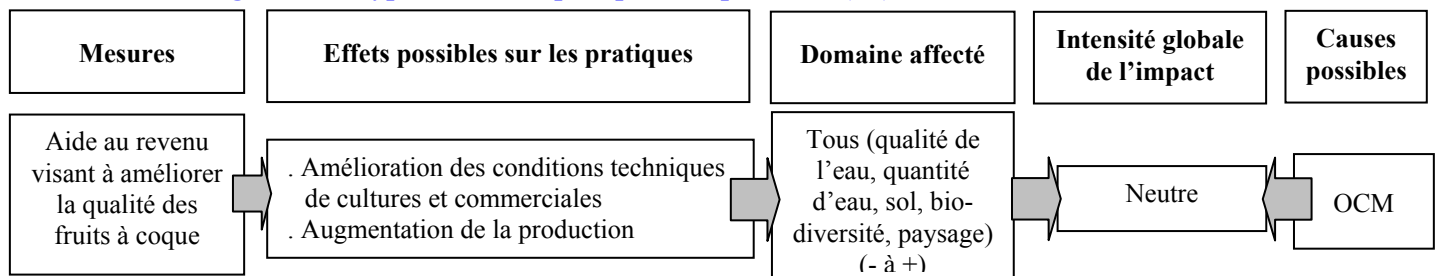 Mesures
Effets possibles sur les pratiques
Domaine affecté
Intensité globale
de l’impact
Causes
possibles
Aide au revenu
visant à améliorer
la qualité des
fruits à coque
. Amélioration des conditions techniques
de cultures et commerciales
. Augmentation de la production
Tous (qualité de
l’eau, quantité
d’eau, sol, bio-
diversité, paysage)
(- à +)
Neutre
OCM